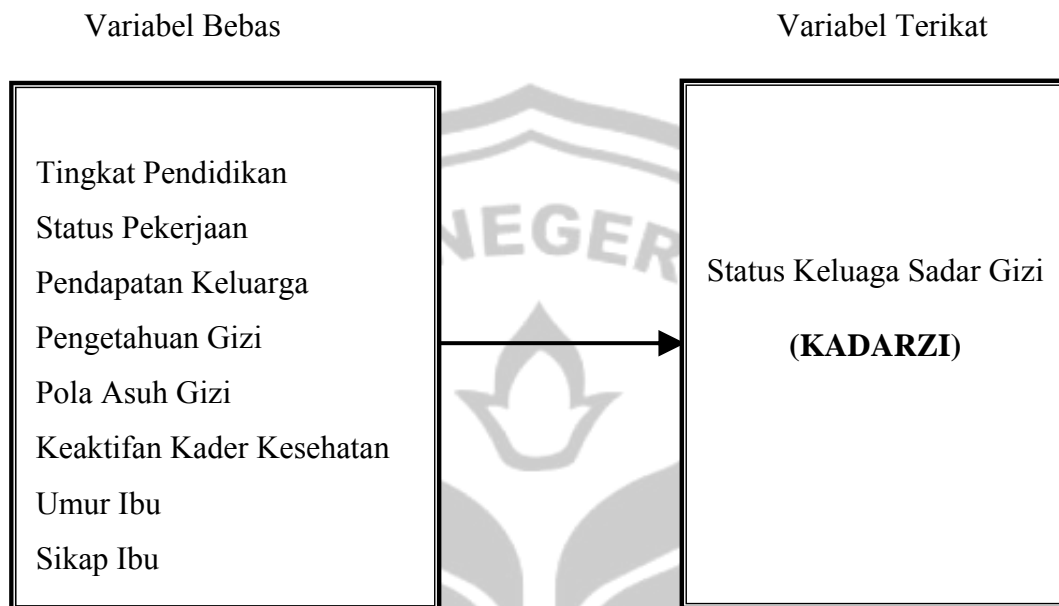 Variabel Bebas
Variabel Terikat
Tingkat Pendidikan
Status Pekerjaan
Pendapatan Keluarga
Pengetahuan Gizi
Pola Asuh Gizi
Keaktifan Kader Kesehatan
Umur Ibu
Sikap Ibu
NEGER
Status Keluaga Sadar Gizi
(KADARZI)